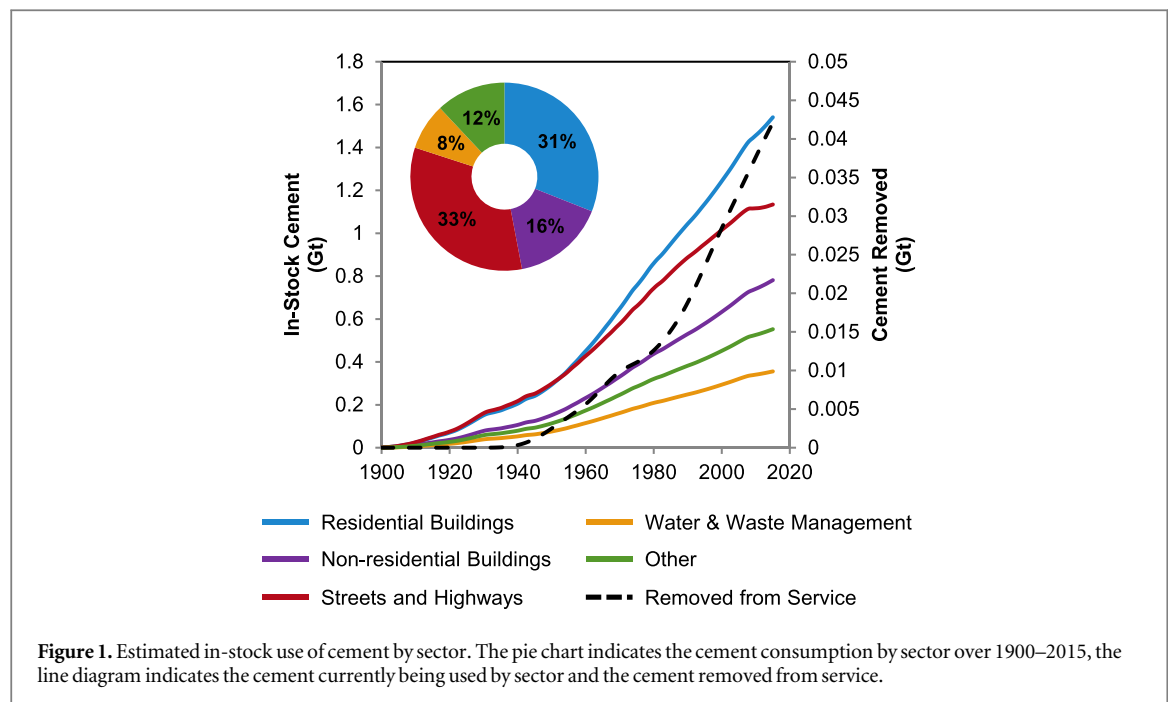 1.8
1.6
1.4
1.2
1
0.8
0.6
0.4
0.2
0
In-Stock Cement
(Gt)
0.05
0.045
0.04
0.035
0.03
0.025
0.02
0.015
0.01
0.005
0
Cement Removed
(Gt)
12%
31%
8%
33%
16%
1900 1920 1940 1960 1980 2000 2020
Residential Buildings
Water & Waste Management
Non-residential Buildings
Other
Streets and Highways
Removed from Service
Figure 1. Estimated in-stock use of cement by sector. The pie chart indicates the cement consumption by sector over 1900–2015, the
line diagram indicates the cement currently being used by sector and the cement removed from service.